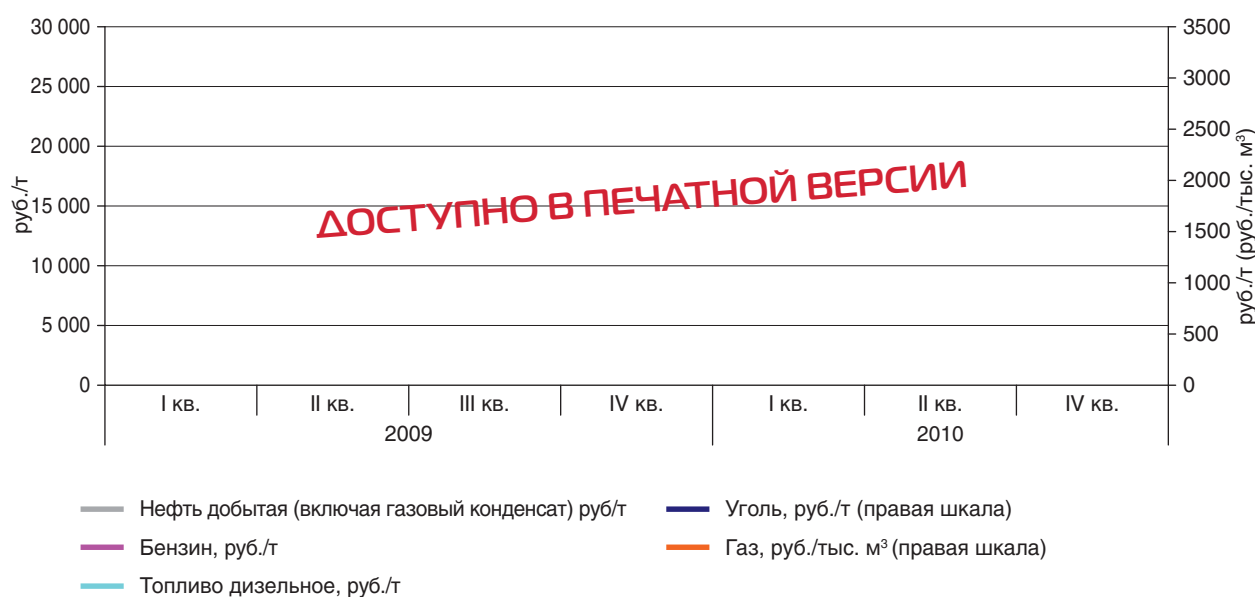 30 000
25 000
20 000
15 000
10 000
5 000
0
руб./т
3500
3000
2500
2000
1500
1000
500
0
руб./т (руб./тыс. м³)
ДОСТУПНО В ПЕЧАТНОЙ ВЕРСИИ
I кв. II кв. III кв. IV кв. I кв. II кв. IV кв.
2009 2010
Нефть добытая (включая газовый конденсат) руб/т
Бензин, руб./т
Топливо дизельное, руб./т
Уголь, руб./т (правая шкала)
Газ, руб./тыс. м³ (правая шкала)